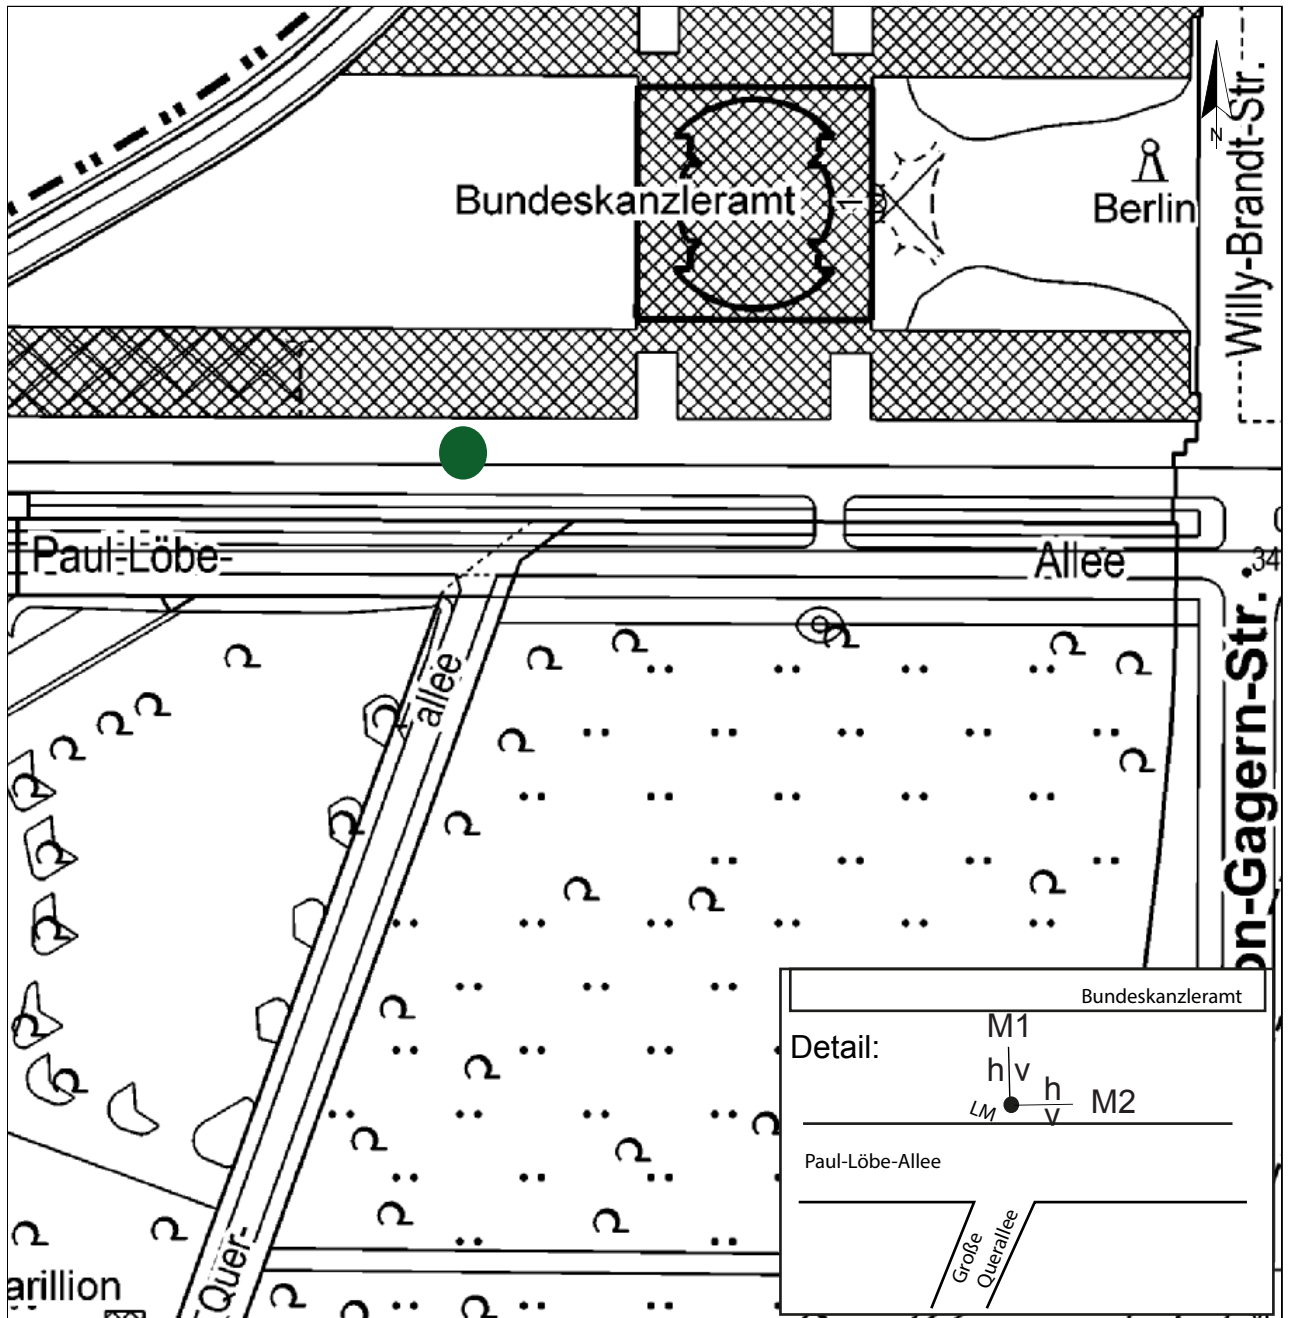 N
Willy-Brandt-Str.
Bundeskanzleramt
1
Berlin
Paul-Löbe-
Allee
34
allee
on-Gagern-Str.
Quer-
arillion
Bundeskanzleramt
Detail:
M1
h v
h
M2
v
LM
Paul-Löbe-Allee
Große
Querallee